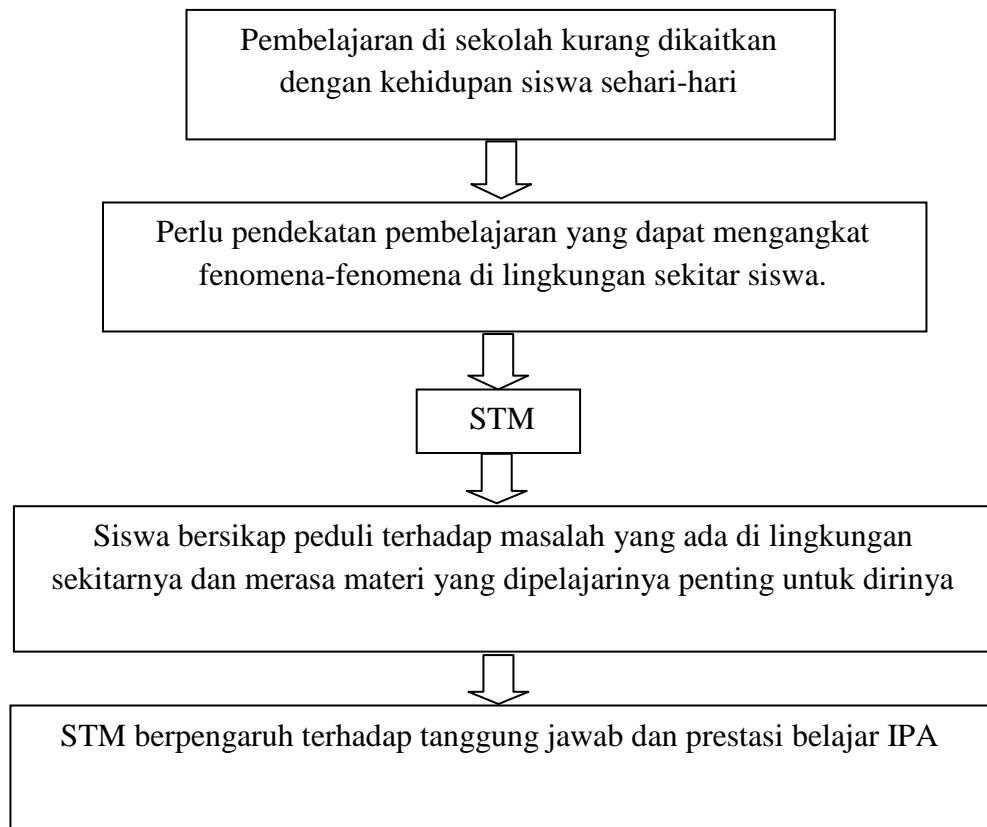 Pembelajaran di sekolah kurang dikaitkan
dengan kehidupan siswa sehari-hari
Perlu pendekatan pembelajaran yang dapat mengangkat
fenomena-fenomena di lingkungan sekitar siswa.
STM
Siswa bersikap peduli terhadap masalah yang ada di lingkungan
sekitarnya dan merasa materi yang dipelajarinya penting untuk dirinya
STM berpengaruh terhadap tanggung jawab dan prestasi belajar IPA